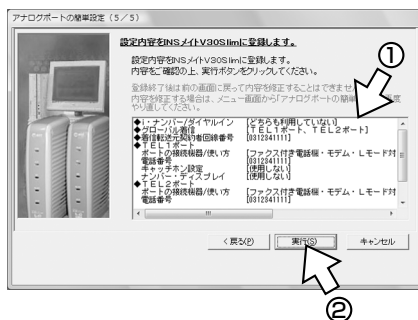 アナログポートの簡単設定（5／5）
設定内容をINSメイトV30Slimに登録します。
設定内容をINSメイトV30Slimに登録します。
内容をご確認の上、実行ボタンをクリックしてください。
登録終了後は前の画面に戻って内容を修正することはできませ
内容を修正する場合は、メニュー画面から「アナログポートの簡単 度
やり直してください。
①
◆i・ナンバー/ダイヤルイン [どちらも利用していない]
◆グローバル着信 [TEL1ポート、TEL2ポート]
◆着信転送元契約者回線番号 [0312341111]
◆TEL1ポート
ポートの接続機器/使い方 [ファクス付き電話機・モデム・Lモード対
電話番号 [0312341111]
キャッチホン設定 [使用しない]
ナンバー・ディスプレイ [使用しない]
◆TEL2ポート
ポートの接続機器/使い方 [ファクス付き電話機・モデム・Lモード対
電話番号 [0312341111]
< 戻る(P) 実行(S) キャンセル
②